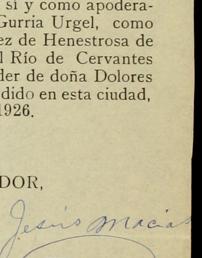 sí y como apodera-
Gurria Urgel, como
ez de Henestrosa de
l Río de Cervantes
der de doña Dolores
dido en esta ciudad,
1926.
DOR,
Jesús Macias